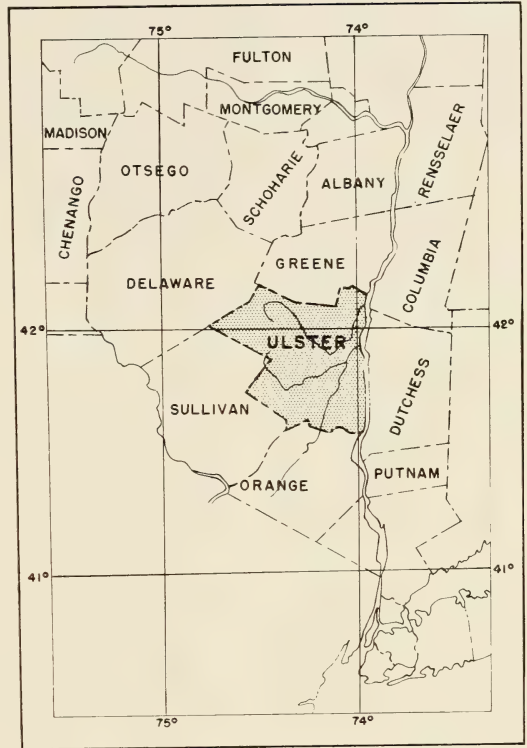 75°
74°
FULTON
MONTGOMERY
MADISON
RENSSELAER
OTSEGO
SCHOHARIE
ALBANY
CHENANGO
GREENE
COLUMBIA
DELAWARE
42°
42°
ULSTER
DUTCHESS
SULLIVAN
PUTNAM
ORANGE
41°
41°
75°
74°